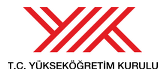 T.C. YÜKSEKÖĞRETİM KURULU